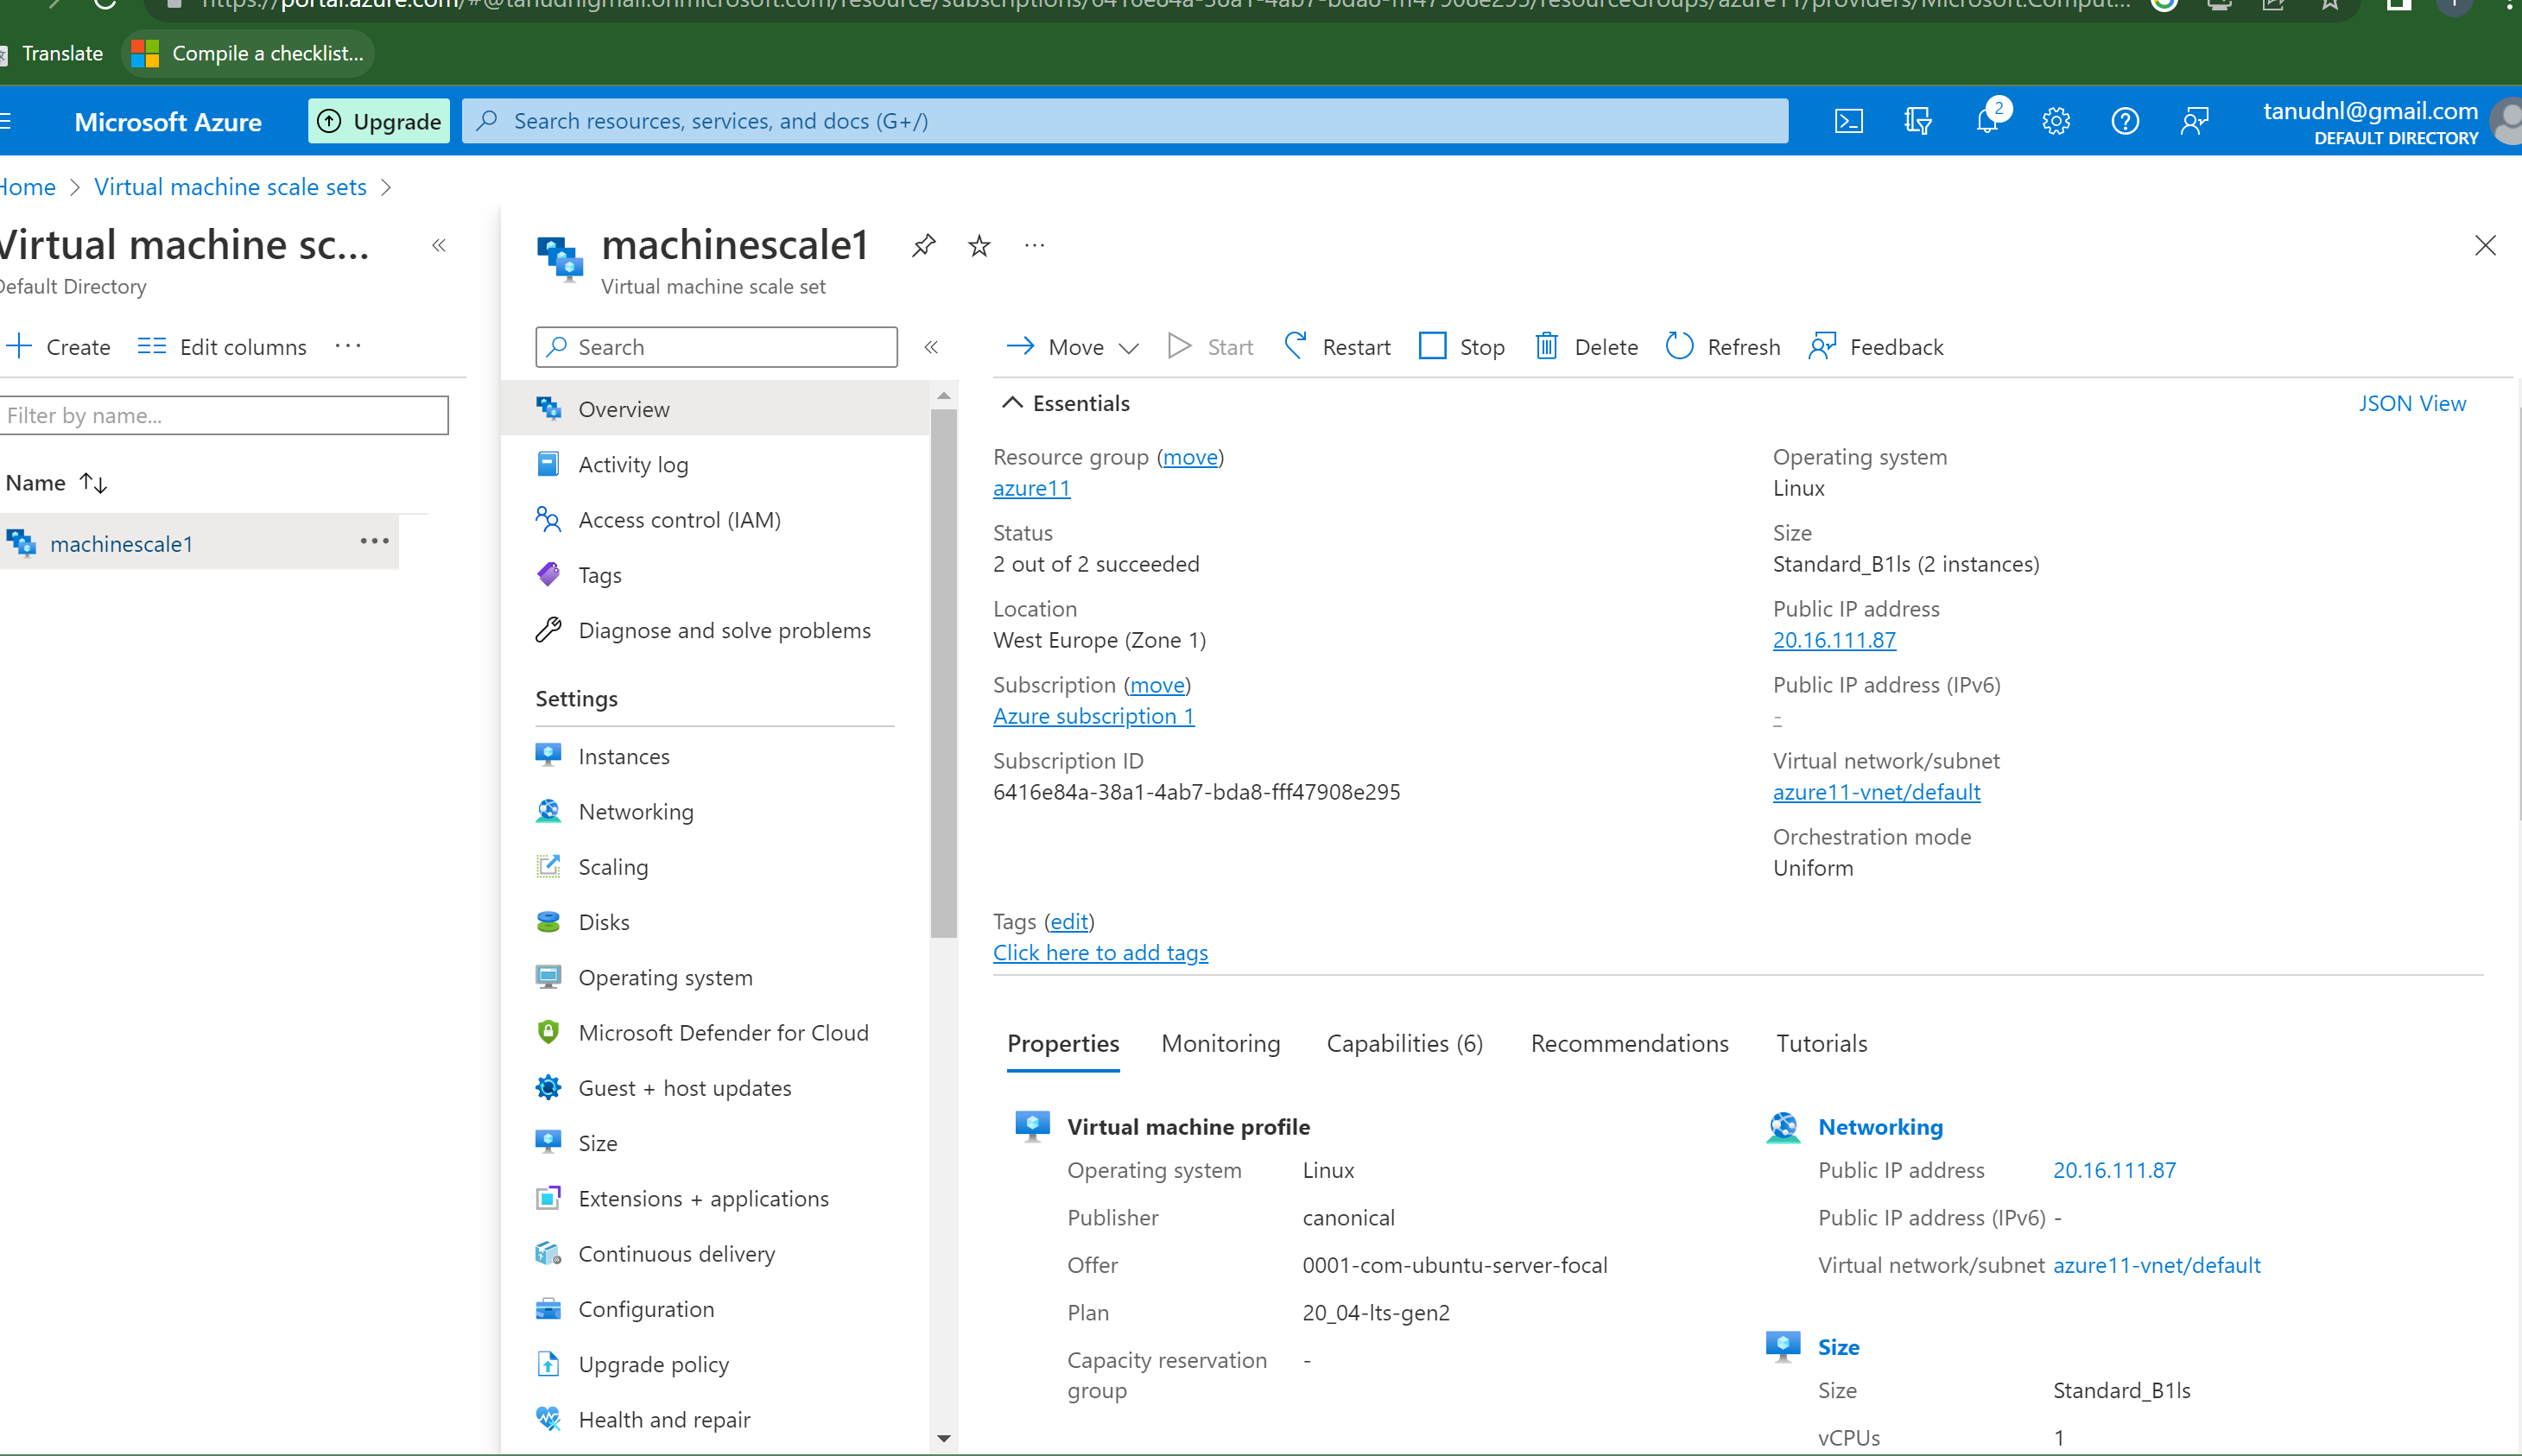 Translate
Compile a checklist...
Microsoft Azure
Upgrade
Search resources, services, and docs (G+/)
2
tanudnl@gmail.com
DEFAULT DIRECTORY
Home > Virtual machine scale sets >
Virtual machine sc...
Default Directory
Create
Edit columns
Filter by name...
Name
machinescale1
machinescale1
Virtual machine scale set
Search
Overview
Activity log
Access control (IAM)
Tags
Diagnose and solve problems
Settings
Instances
Networking
Scaling
Disks
Operating system
Microsoft Defender for Cloud
Guest + host updates
Size
Extensions + applications
Continuous delivery
Configuration
Upgrade policy
Health and repair
Move
Start
Restart
Stop
Delete
Refresh
Feedback
Essentials
JSON View
Resource group (move)
azure11
Status
2 out of 2 succeeded
Location
West Europe (Zone 1)
Subscription (move)
Azure subscription 1
Subscription ID
6416e84a-38a1-4ab7-bda8-fff47908e295
Operating system
Linux
Size
Standard_B1ls (2 instances)
Public IP address
20.16.111.87
Public IP address (IPv6)
-
Virtual network/subnet
azure11-vnet/default
Orchestration mode
Uniform
Tags (edit)
Click here to add tags
Properties
Monitoring
Capabilities (6)
Recommendations
Tutorials
Virtual machine profile
Operating system Linux
Publisher canonical
Offer 0001-com-ubuntu-server-focal
Plan 20_04-lts-gen2
Capacity reservation group -
Networking
Public IP address 20.16.111.87
Public IP address (IPv6) -
Virtual network/subnet azure11-vnet/default
Size
Size Standard_B1ls
vCPUs 1